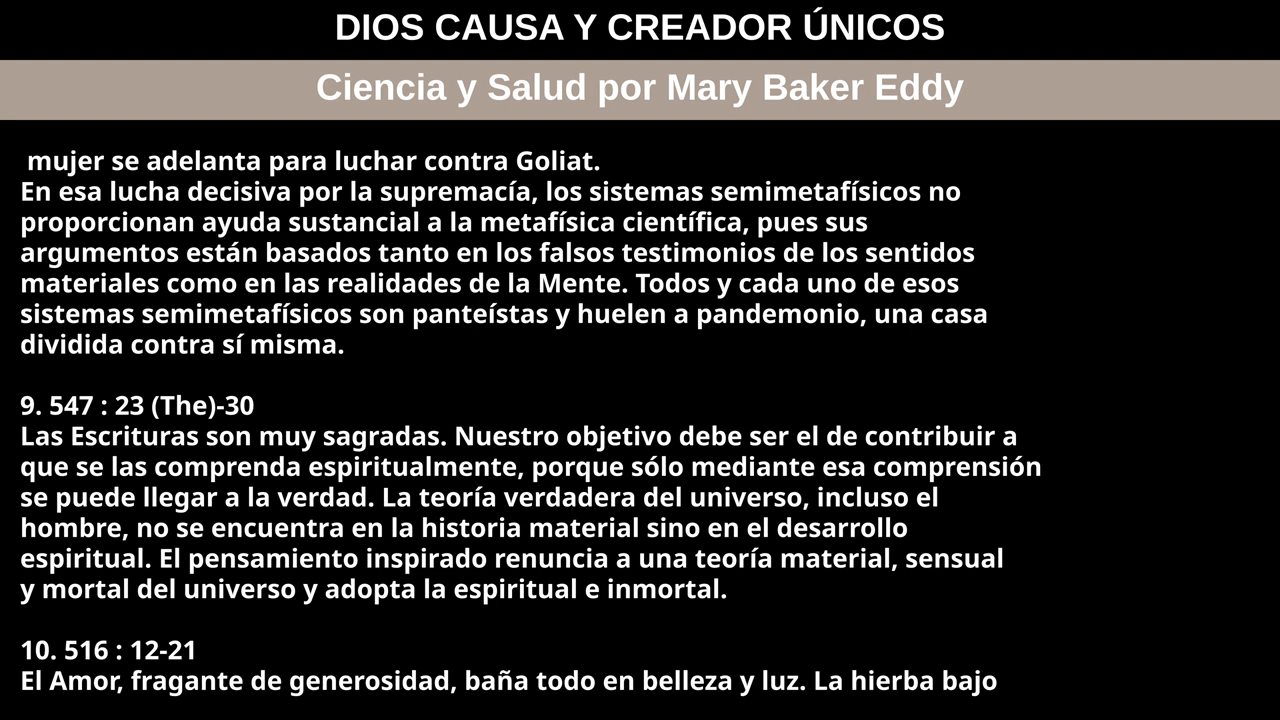 DIOS CAUSA Y CREADOR ÚNICOS
Ciencia y Salud por Mary Baker Eddy
mujer se adelanta para luchar contra Goliat.
En esa lucha decisiva por la supremacía, los sistemas semimetafísicos no
proporcionan ayuda sustancial a la metafísica científica, pues sus
argumentos están basados tanto en los falsos testimonios de los sentidos
materiales como en las realidades de la Mente. Todos y cada uno de esos
sistemas semimetafísicos son panteístas y huelen a pandemonio, una casa
dividida contra sí misma.
9. 547 : 23 (The)-30
Las Escrituras son muy sagradas. Nuestro objetivo debe ser el de contribuir a
que se las comprenda espiritualmente, porque sólo mediante esa comprensión
se puede llegar a la verdad. La teoría verdadera del universo, incluso el
hombre, no se encuentra en la historia material sino en el desarrollo
espiritual. El pensamiento inspirado renuncia a una teoría material, sensual
y mortal del universo y adopta la espiritual e inmortal.
10. 516 : 12-21
El Amor, fragante de generosidad, baña todo en belleza y luz. La hierba bajo